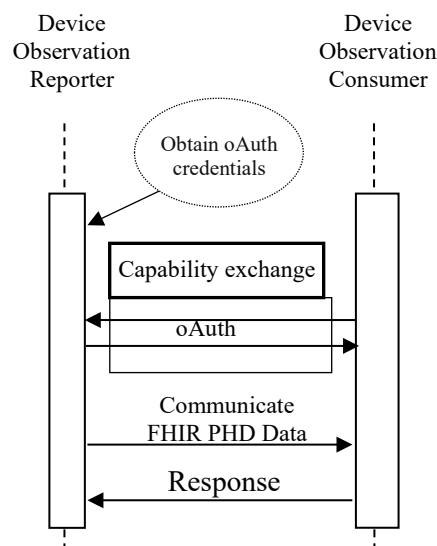 Device
Observation
Reporter
Device
Observation
Consumer
Obtain oAuth
credentials
Capability exchange
oAuth
Communicate
FHIR PHD Data
Response